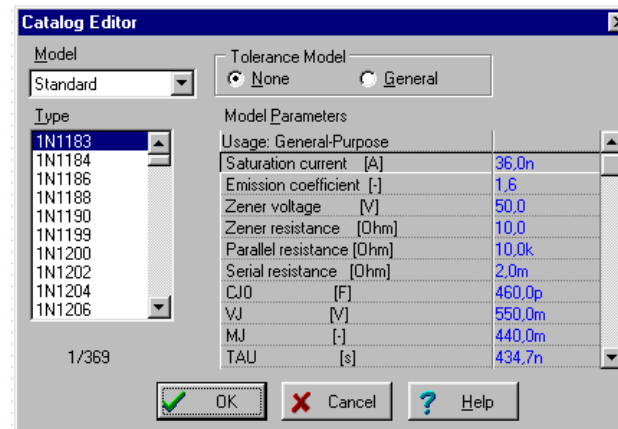 Catalog Editor
Model
Standard
Tolerance Model
None General
Type
1N1183
1N1184
1N1186
1N1188
1N1190
1N1199
1N1200
1N1202
1N1204
1N1206
1/369
Model Parameters
Usage: General-Purpose
Saturation current [A] 36,0n
Emission coefficient [-] 1,6
Zener voltage [V] 50,0
Zener resistance [Ohm] 10,0
Parallel resistance [Ohm] 10,0k
Serial resistance [Ohm] 2,0m
CJ0 [F] 460,0p
VJ [V] 550,0m
MJ [-] 440,0m
TAU [s] 434,7n
OK Cancel ? Help